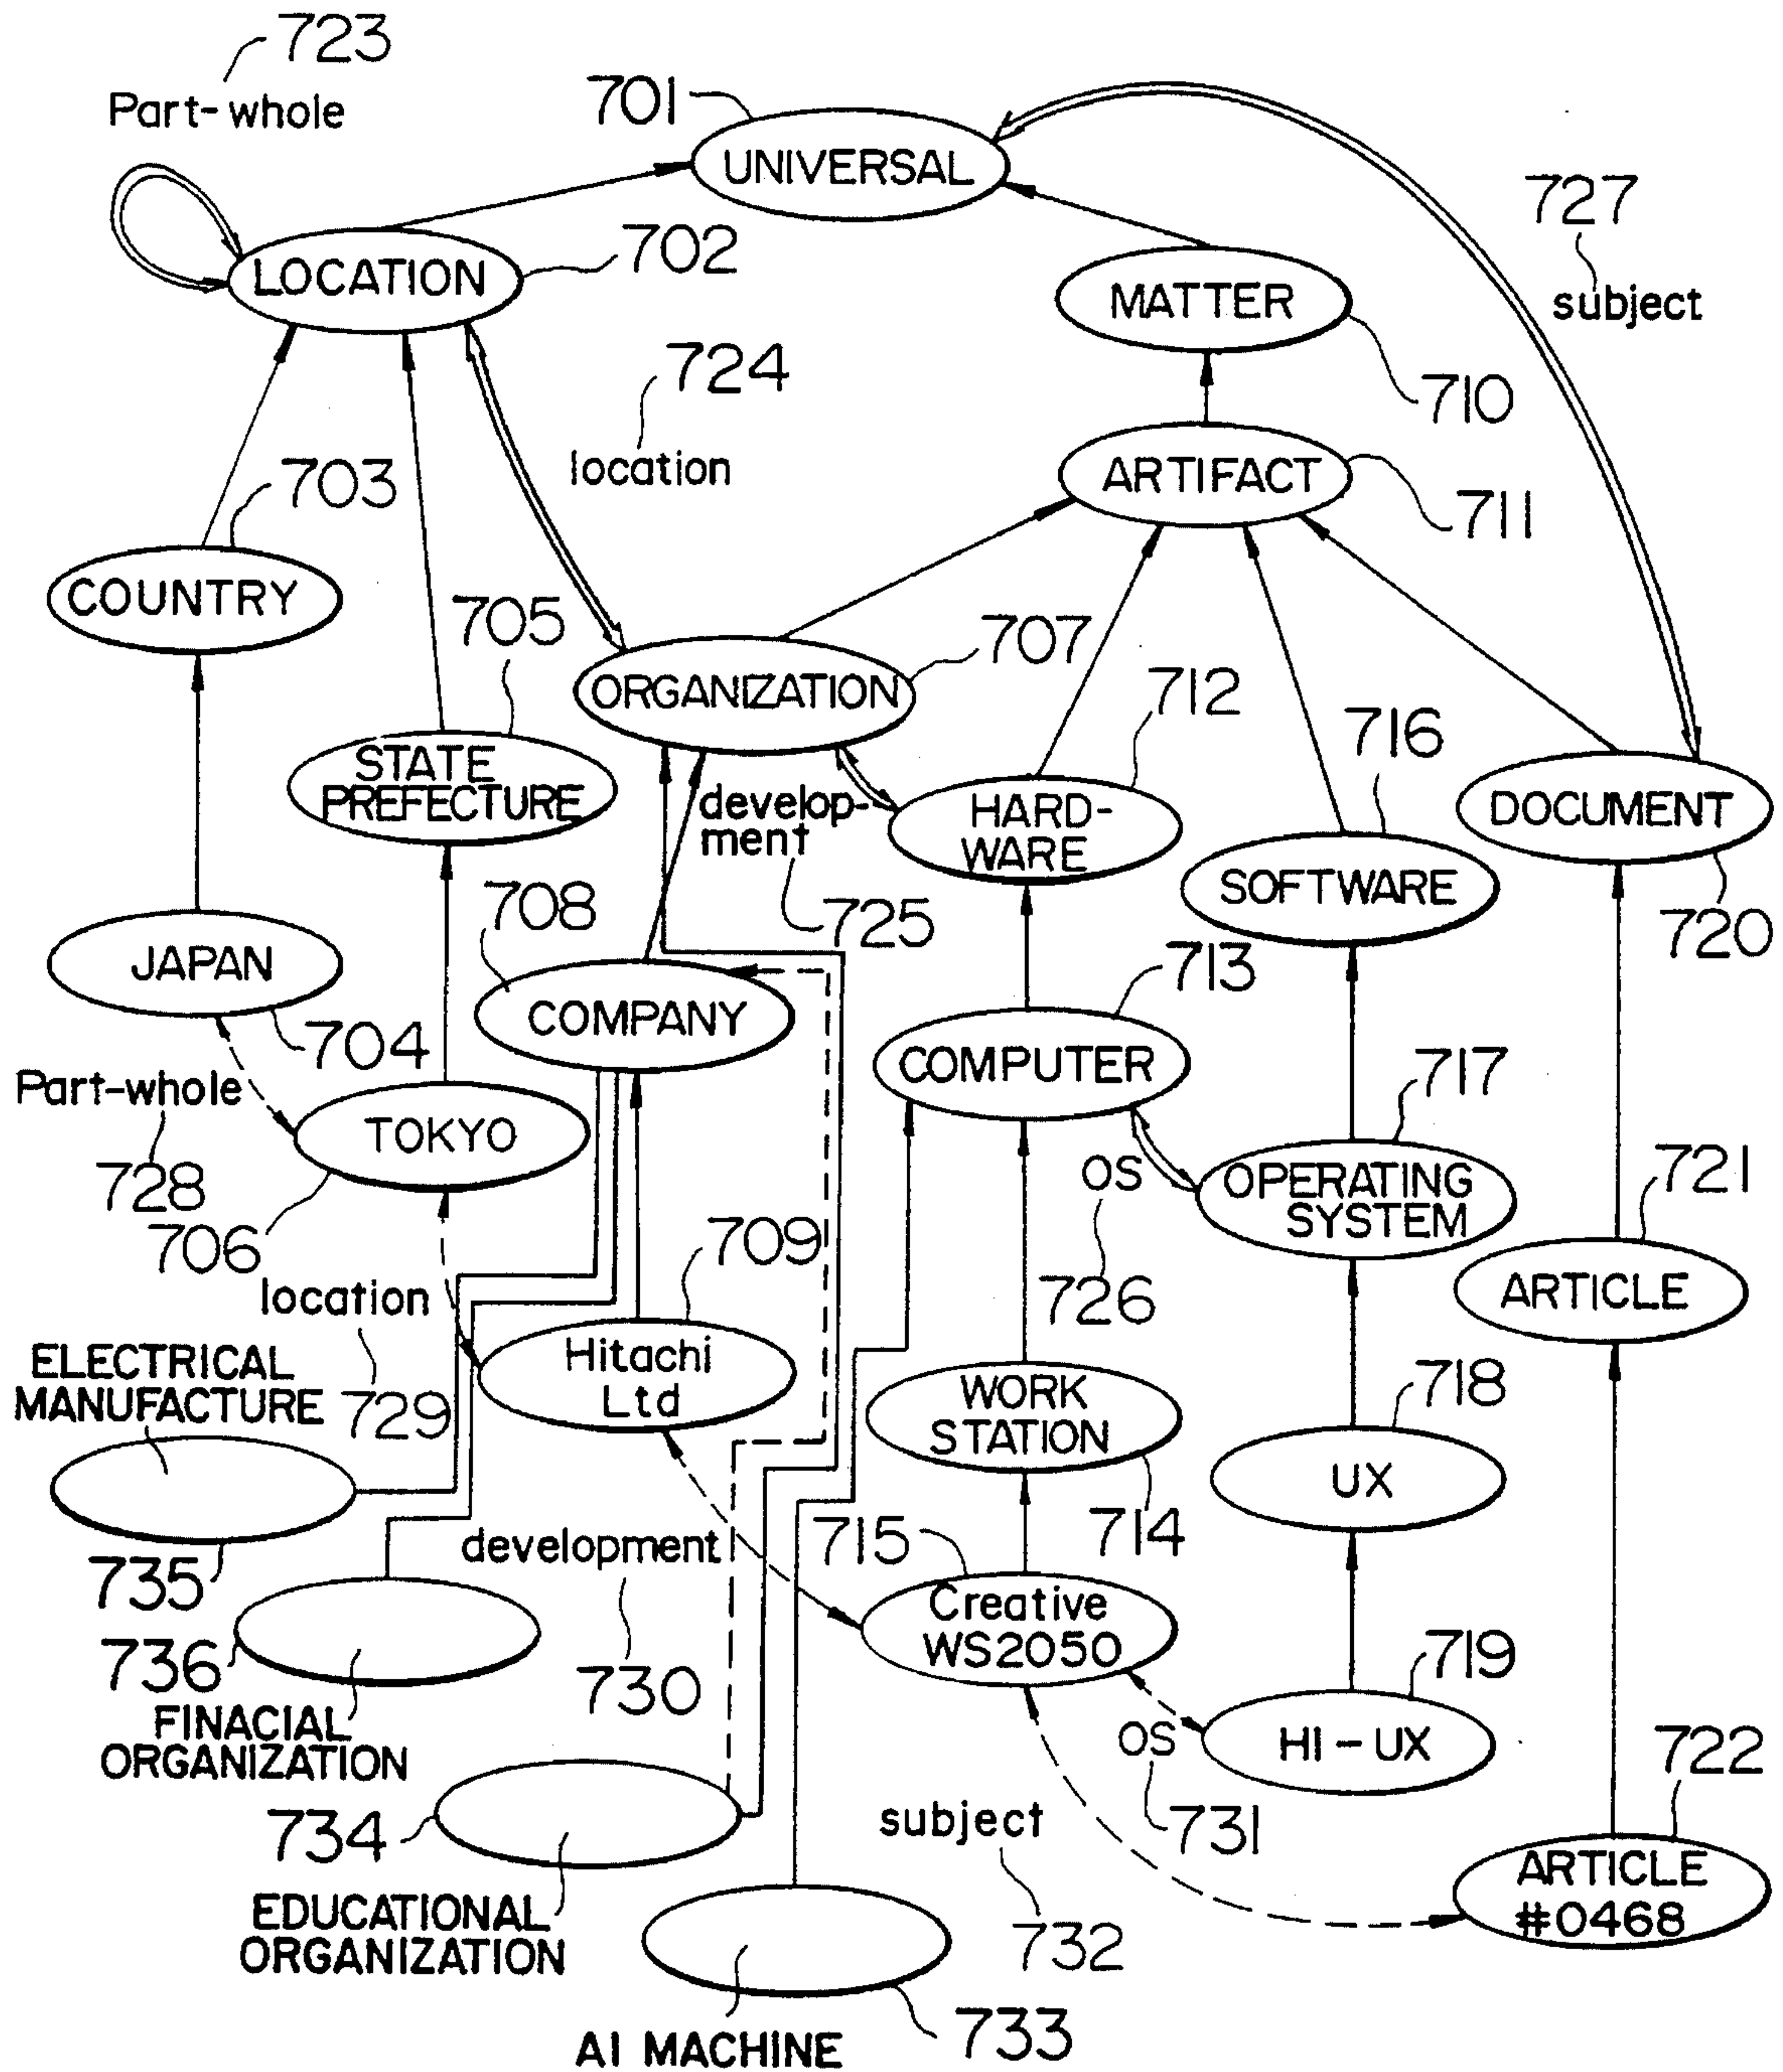 723
Part-whole
701
UNIVERSAL
727
subject
LOCATION
702
MATTER
710
724
location
ARTIFACT
711
703
COUNTRY
705
707
ORGANIZATION
712
716
STATE
PREFECTURE
develop-
ment
725
HARD-
WARE
SOFTWARE
DOCUMENT
720
708
JAPAN
704
COMPANY
713
COMPUTER
717
Part-whole
728
TOKYO
706
OS
726
OPERATING
SYSTEM
721
ARTICLE
709
location
729
Hitachi
Ltd
ELECTRICAL
MANUFACTURE
735
WORK
STATION
714
718
UX
development
730
715
Creative
WS2050
736
FINACIAL
ORGANIZATION
OS
731
719
HI-UX
722
ARTICLE
#0468
734
EDUCATIONAL
ORGANIZATION
subject
732
AI MACHINE
733